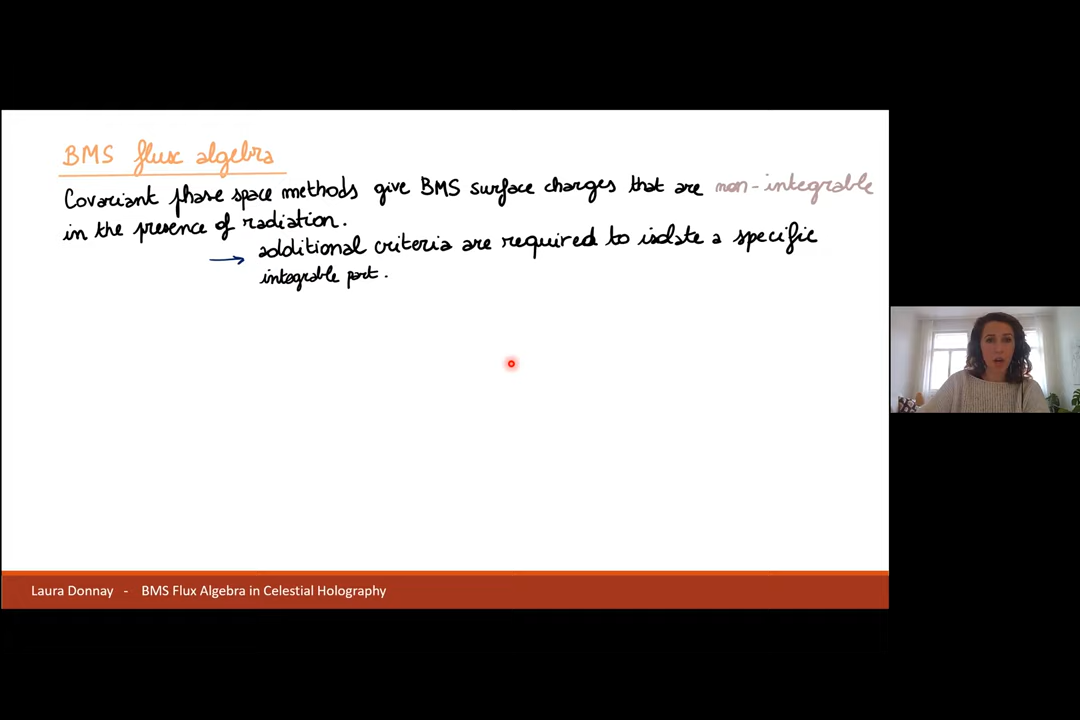 BMS flux algebra
Covariant phase space methods give BMS surface charges that are non-integrable
in the presence of radiation.
→ additional criteria are required to isolate a specific
integrable part.
Laura Donnay - BMS Flux Algebra in Celestial Holography